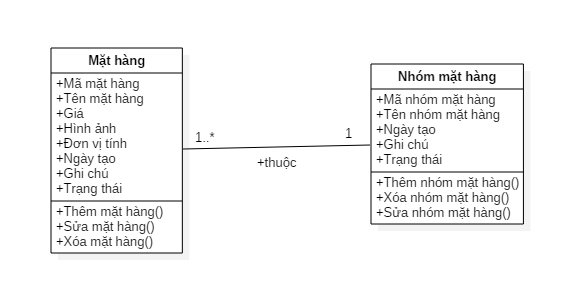 Mặt hàng
+Mã mặt hàng
+Tên mặt hàng
+Giá
+Hình ảnh
+Đơn vị tính
+Ngày tạo
+Ghi chú
+Trạng thái
+Thêm mặt hàng()
+Sửa mặt hàng()
+Xóa mặt hàng()
1..*
1
+thuộc
Nhóm mặt hàng
+Mã nhóm mặt hàng
+Tên nhóm mặt hàng
+Ngày tạo
+Ghi chú
+Trạng thái
+Thêm nhóm mặt hàng()
+Xóa nhóm mặt hàng()
+Sửa nhóm mặt hàng()